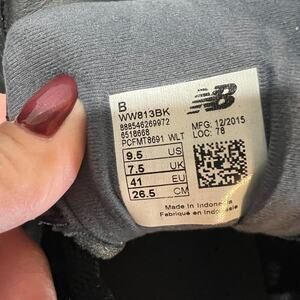 B
WW813BK
888546269972
6518668
PCFMT8691 WLT
MFG: 12/2015
LOC: 78
9.5 US
7.5 UK
41 EU
26.5 CM
Made in Indonesia
Fabriqué en Indonésie